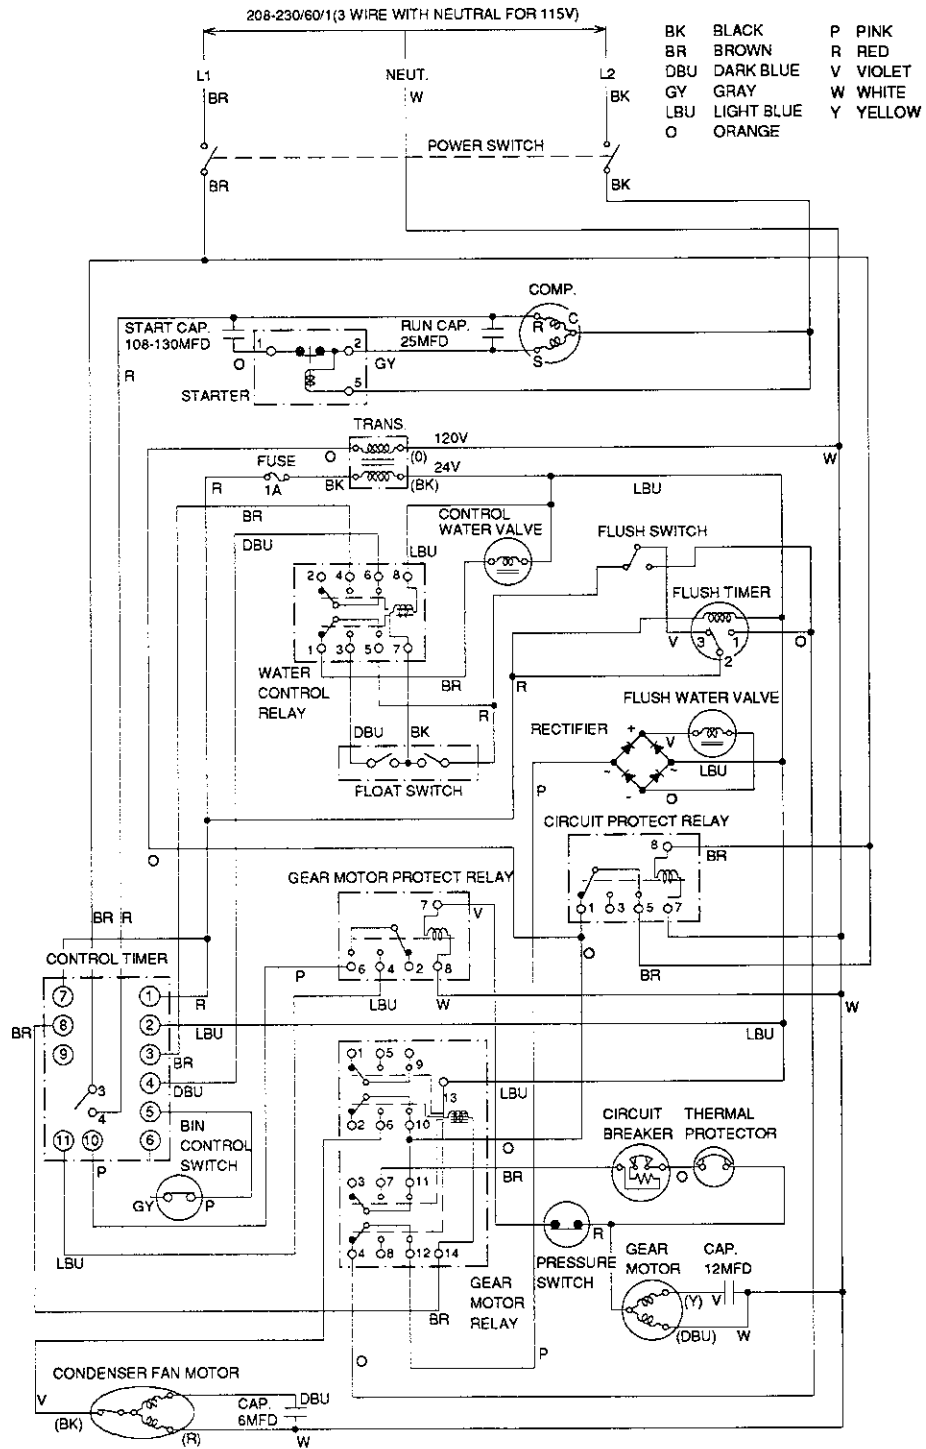 208-230/60/1(3 WIRE WITH NEUTRAL FOR 115V)
BK BLACK P PINK
BR BROWN R RED
DBU DARK BLUE V VIOLET
GY GRAY W WHITE
LBU LIGHT BLUE Y YELLOW
O ORANGE
L1 NEUT. L2
BR W BK
POWER SWITCH
BR BK
COMP.
START CAP.
108-130MFD
RUN CAP.
25MFD
R C
S
1 2
O GY
R
5
STARTER
TRANS.
120V
O (0) W
FUSE
24V
R 1A BK (BK) LBU
BR
CONTROL
WATER VALVE
FLUSH SWITCH
DBU LBU
2 4 6 8
FLUSH TIMER
1 3 5 7
V 3 1 O
2
WATER
CONTROL
RELAY
BR R
R
FLUSH WATER VALVE
DBU BK
RECTIFIER + V
~ ~ LBU
FLOAT SWITCH
P - O
CIRCUIT PROTECT RELAY
8 BR
O
GEAR MOTOR PROTECT RELAY
1 3 5 7
7 V
BR R
O
CONTROL TIMER
P 6 4 2 8
BR
LBU W W
7 1 R
BR 8 2 LBU LBU
9 3 BR
4 DBU
3
4
5
11 10 6
BIN
CONTROL
SWITCH
P
GY P
LBU
1 5 9
13 LBU
2 6 10
O
BR
3 7 11
4 8 12 14
CIRCUIT
BREAKER
THERMAL
PROTECTOR
O
R
PRESSURE
SWITCH
GEAR
MOTOR
CAP.
12MFD
(Y) V
(DBU) W
GEAR
MOTOR
RELAY
BR
O P
CONDENSER FAN MOTOR
V
(BK) (R)
CAP.
6MFD
DBU
W